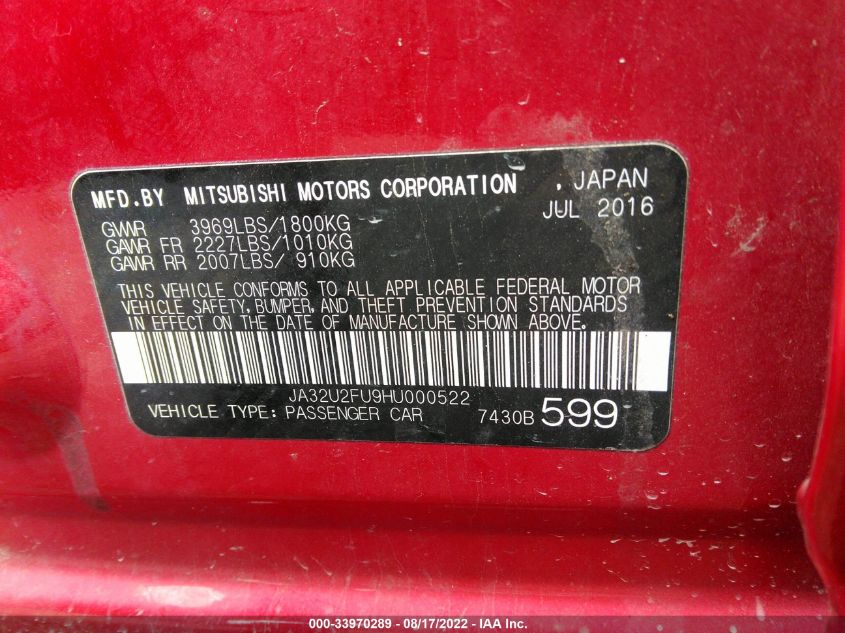 MFD.BY MITSUBISHI MOTORS CORPORATION , JAPAN
JUL 2016
GVWR 3969LBS/1800KG
GAWR FR 2227LBS/1010KG
GAWR RR 2007LBS/ 910KG
THIS VEHICLE CONFORMS TO ALL APPLICABLE FEDERAL MOTOR
VEHICLE SAFETY, BUMPER, AND THEFT PREVENTION STANDARDS
IN EFFECT ON THE DATE OF MANUFACTURE SHOWN ABOVE.
JA32U2FU9HU000522
VEHICLE TYPE: PASSENGER CAR 7430B 599
000-33970289 - 08/17/2022 - IAA Inc.